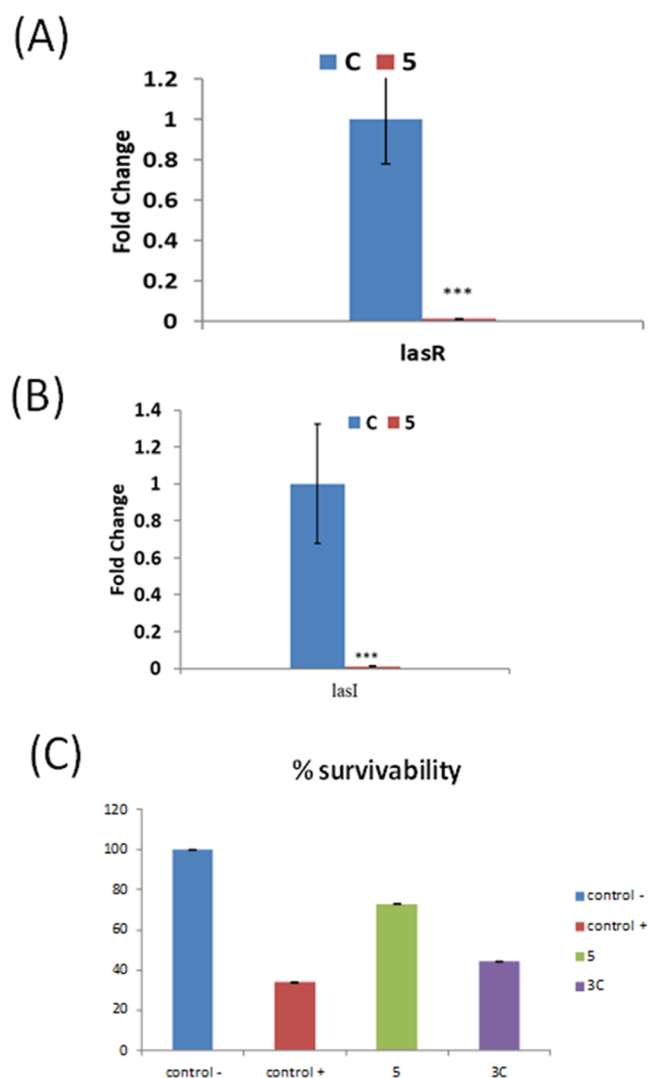 (A)
C 5
1.2
1
0.8
0.6
0.4
0.2
0
Fold Change
***
lasR
(B)
C 5
1.4
1.2
1
0.8
0.6
0.4
0.2
0
Fold Change
***
lasI
(C)
% survivability
120
100
80
60
40
20
0
control -
control +
5
3C
control - control + 5 3C